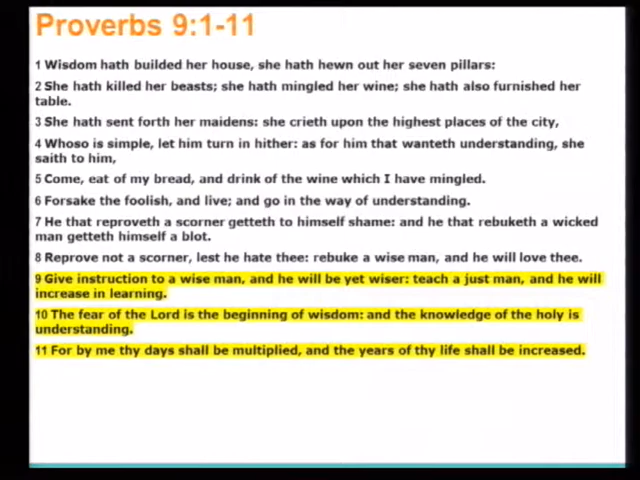 Proverbs 9:1-11
1 Wisdom hath builded her house, she hath hewn out her seven pillars:
2 She hath killed her beasts; she hath mingled her wine; she hath also furnished her
table.
3 She hath sent forth her maidens: she crieth upon the highest places of the city,
4 Whoso is simple, let him turn in hither: as for him that wanteth understanding, she
saith to him,
5 Come, eat of my bread, and drink of the wine which I have mingled.
6 Forsake the foolish, and live; and go in the way of understanding.
7 He that reproveth a scorner getteth to himself shame: and he that rebuketh a wicked
man getteth himself a blot.
8 Reprove not a scorner, lest he hate thee: rebuke a wise man, and he will love thee.
9 Give instruction to a wise man, and he will be yet wiser: teach a just man, and he will
increase in learning.
10 The fear of the Lord is the beginning of wisdom: and the knowledge of the holy is
understanding.
11 For by me thy days shall be multiplied, and the years of thy life shall be increased.